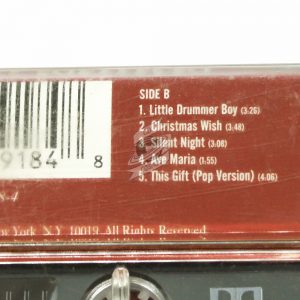 SIDE B
1. Little Drummer Boy (3:26)
2. Christmas Wish (3:48)
3. Silent Night (3:08)
4. Ave Maria (1:55)
5. This Gift (Pop Version) (4:06)
9184 8
York, N.Y. 10019. All Rights Reserved.